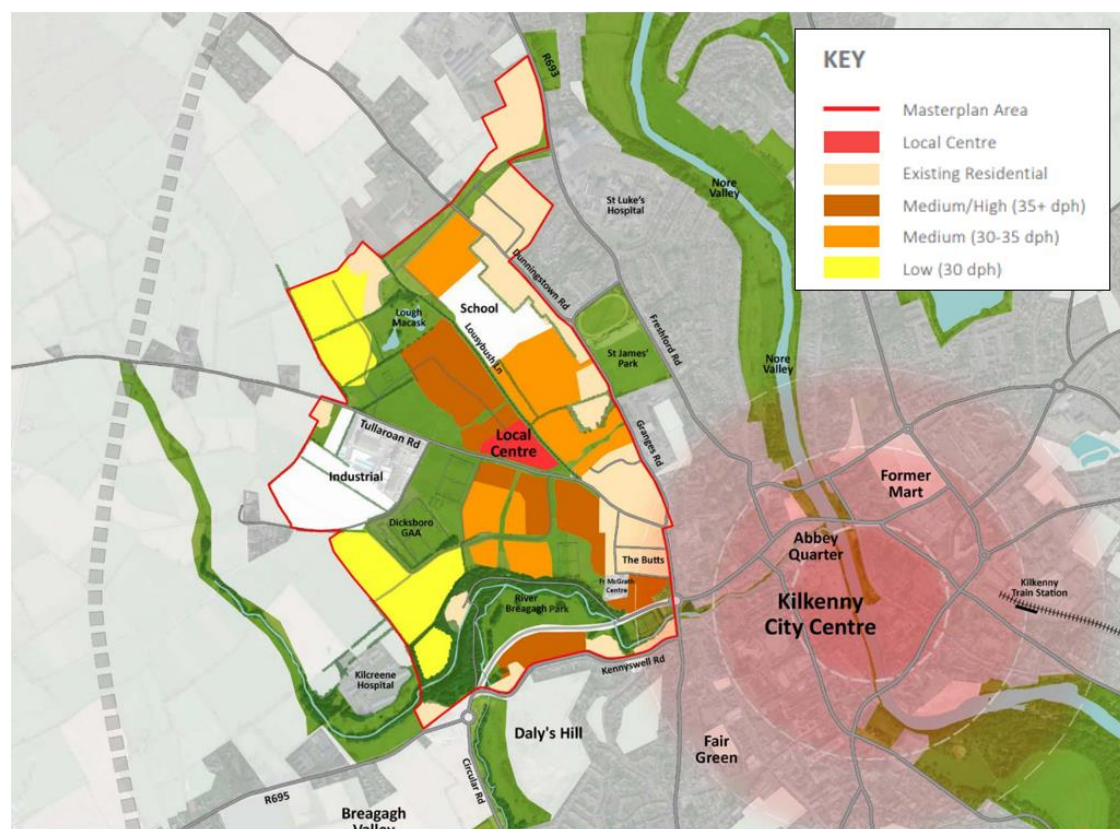 KEY
Masterplan Area
Local Centre
Existing Residential
Medium/High (35+ dph)
Medium (30-35 dph)
Low (30 dph)
R693
Nore
Valley
St Luke's
Hospital
Dunningstown Rd
School
Lough
Macask
Lousybush Ln
Freshford Rd
St James'
Park
Nore
Valley
Granges Rd
Tullaroan Rd
Local
Centre
Industrial
Former
Mart
Dicksboro
GAA
Abbey
Quarter
The Butts
Fr McGrath
Centre
Kilkenny
Train Station
River
Breagagh Park
Kilkenny
City Centre
Kennyswell Rd
Kilcreene
Hospital
Daly's Hill
Fair
Green
Circular Rd
R695
Breagagh
Valley